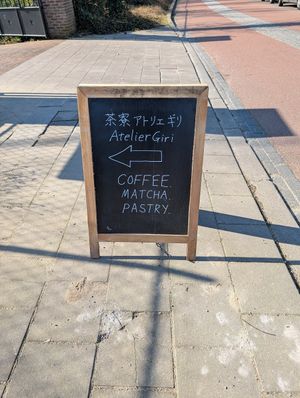 茶寮 アトリエ ギリ
Atelier Giri
COFFEE.
MATCHA.
PASTRY.